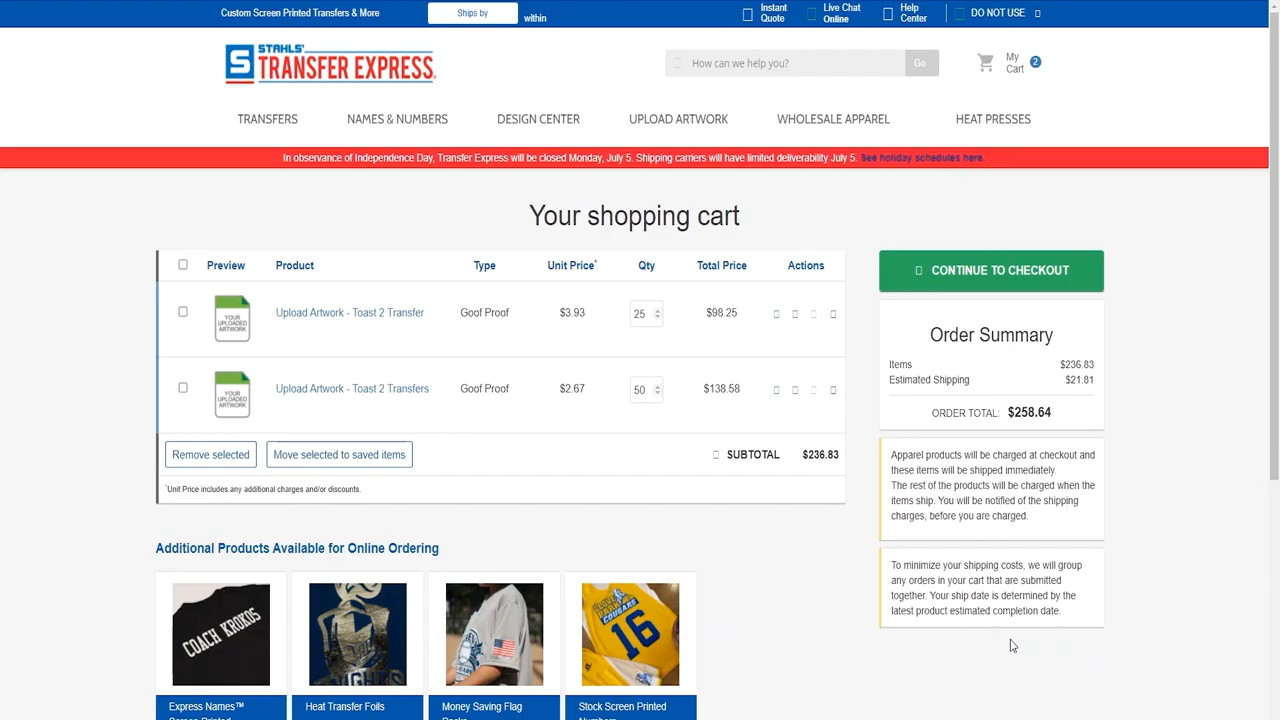 Custom Screen Printed Transfers & More
Ships by
within
Instant
Quote
Live Chat
Online
Help
Center
DO NOT USE
STAHLS'
TRANSFER EXPRESS.
How can we help you?
Go
My
Cart
2
TRANSFERS
NAMES & NUMBERS
DESIGN CENTER
UPLOAD ARTWORK
WHOLESALE APPAREL
HEAT PRESSES
In observance of Independence Day, Transfer Express will be closed Monday, July 5. Shipping carriers will have limited deliverability July 5. See holiday schedules here.
Your shopping cart
Preview Product Type Unit Price* Qty Total Price Actions
YOUR
UPLOADED
ARTWORK
Upload Artwork - Toast 2 Transfer Goof Proof $3.93 25 $98.25
YOUR
UPLOADED
ARTWORK
Upload Artwork - Toast 2 Transfers Goof Proof $2.67 50 $138.58
Remove selected Move selected to saved items SUBTOTAL $236.83
*Unit Price includes any additional charges and/or discounts.
CONTINUE TO CHECKOUT
Order Summary
Items $236.83
Estimated Shipping $21.81
ORDER TOTAL: $258.64
Apparel products will be charged at checkout and
these items will be shipped immediately.
The rest of the products will be charged when the
items ship. You will be notified of the shipping
charges, before you are charged.
To minimize your shipping costs, we will group
any orders in your cart that are submitted
together. Your ship date is determined by the
latest product estimated completion date.
Additional Products Available for Online Ordering
COACH KROKOS
COUGARS
16
Express Names™
Heat Transfer Foils
Money Saving Flag
Stock Screen Printed